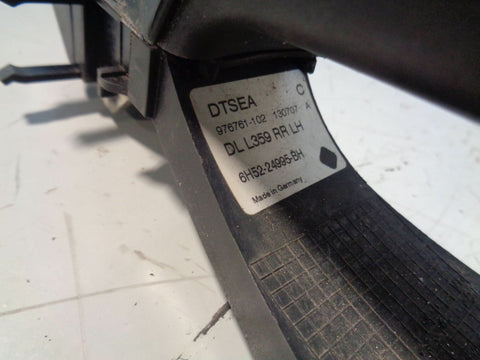 DTSEA C
976761-102 130707 A
DL L359 RR LH
6H52-24995-BH
Made in Germany